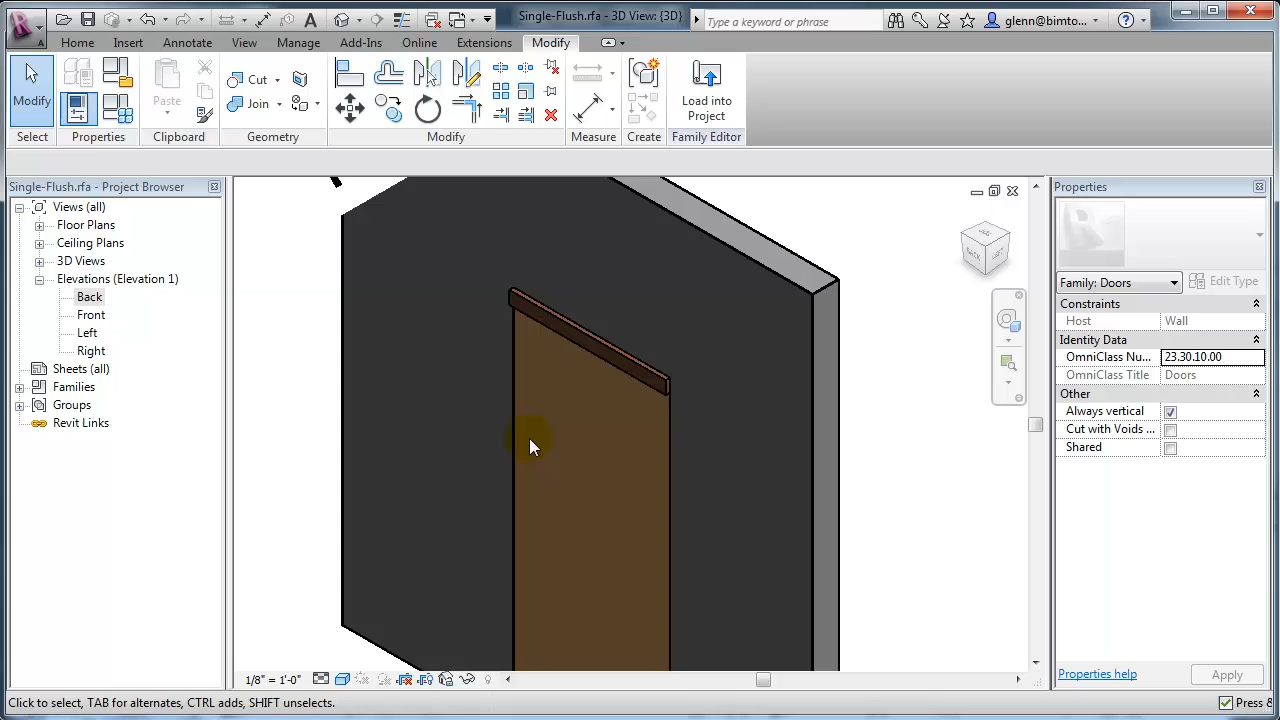 Single-Flush.rfa - 3D View: {3D}
Type a keyword or phrase
glenn@bimto...
Home
Insert
Annotate
View
Manage
Add-Ins
Online
Extensions
Modify
Modify
Paste
Cut
Join
Load into
Project
Select
Properties
Clipboard
Geometry
Modify
Measure
Create
Family Editor
Single-Flush.rfa - Project Browser
Views (all)
Floor Plans
Ceiling Plans
3D Views
Elevations (Elevation 1)
Back
Front
Left
Right
Sheets (all)
Families
Groups
Revit Links
BACK
Properties
Family: Doors
Edit Type
Constraints
Host
Wall
Identity Data
OmniClass Nu...
23.30.10.00
OmniClass Title
Doors
Other
Always vertical
Cut with Voids ...
Shared
Properties help
Apply
1/8" = 1'-0"
Click to select, TAB for alternates, CTRL adds, SHIFT unselects.
Press &